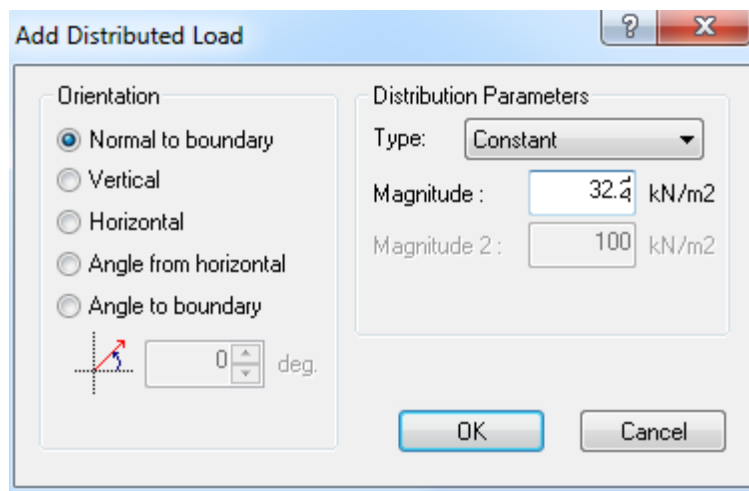 Add Distributed Load
Orientation
Normal to boundary
Vertical
Horizontal
Angle from horizontal
Angle to boundary
0 deg.
Distribution Parameters
Type: Constant
Magnitude : kN/m2
Magnitude 2 : 100 kN/m2
OK
Cancel